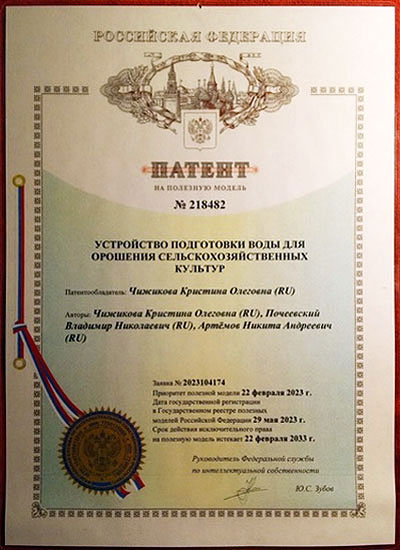 РОССИЙСКАЯ ФЕДЕРАЦИЯ
ПАТЕНТ
НА ПОЛЕЗНУЮ МОДЕЛЬ
№ 218482
УСТРОЙСТВО ПОДГОТОВКИ ВОДЫ ДЛЯ
ОРОШЕНИЯ СЕЛЬСКОХОЗЯЙСТВЕННЫХ
КУЛЬТУР
Патентообладатель: Чижикова Кристина Олеговна (RU)
Авторы: Чижикова Кристина Олеговна (RU), Почеевский
Владимир Николаевич (RU), Артёмов Никита Андреевич
(RU)
Заявка № 2023104174
Приоритет полезной модели 22 февраля 2023 г.
Дата государственной регистрации
в Государственном реестре полезных
моделей Российской Федерации 29 мая 2023 г.
Срок действия исключительного права
на полезную модель истекает 22 февраля 2033 г.
Руководитель Федеральной службы
по интеллектуальной собственности
Ю.С. Зубов